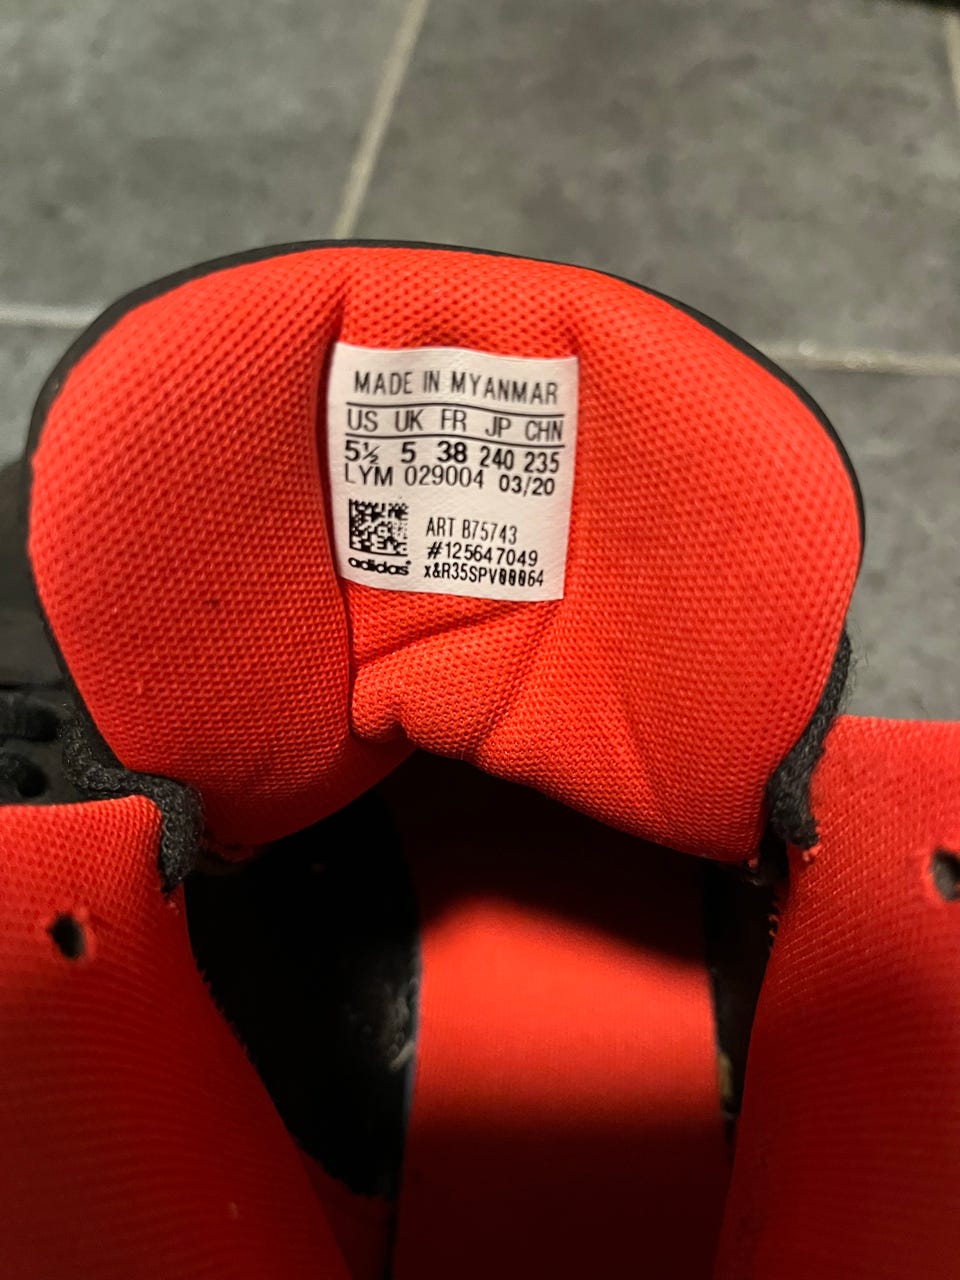 MADE IN MYANMAR
US UK FR JP CHN
5½ 5 38 240 235
LYM 029004 03/20
ART B75743
#125647049
adidas® x&R35SPV00064